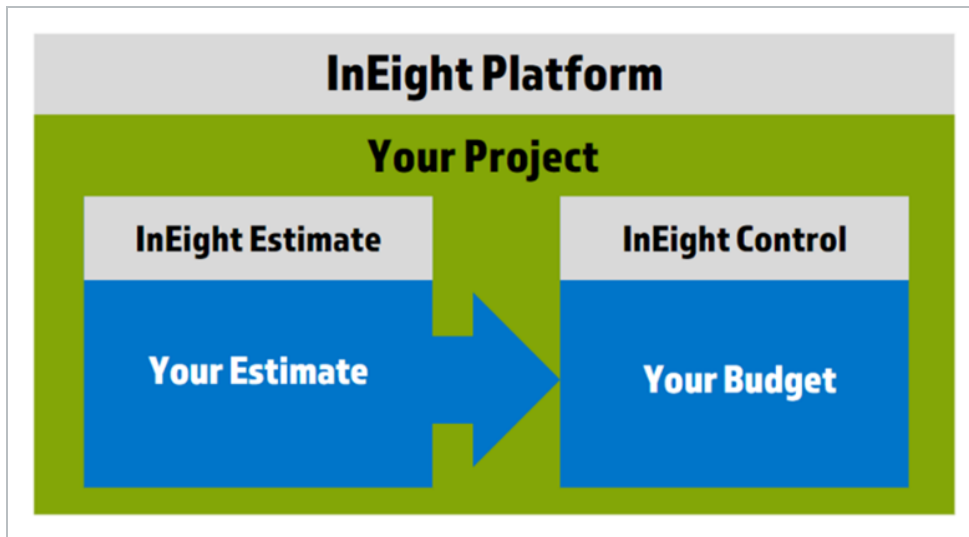 InEight Platform
Your Project
InEight Estimate
InEight Control
Your Estimate
Your Budget